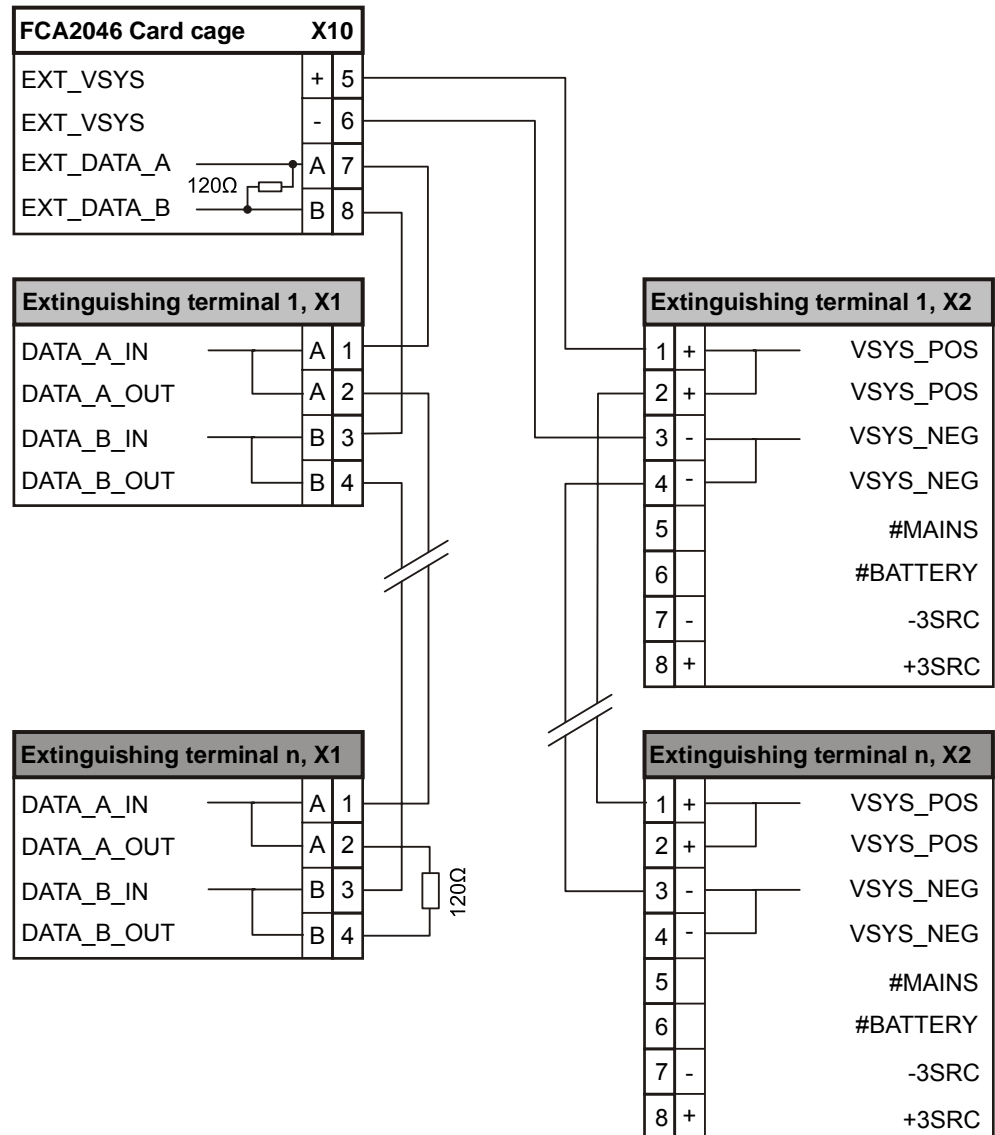 FCA2046 Card cage X10
EXT_VSYS + 5
EXT_VSYS - 6
EXT_DATA_A A 7
120Ω
EXT_DATA_B B 8
Extinguishing terminal 1, X1
DATA_A_IN A 1
DATA_A_OUT A 2
DATA_B_IN B 3
DATA_B_OUT B 4
Extinguishing terminal 1, X2
1 + VSYS_POS
2 + VSYS_POS
3 - VSYS_NEG
4 - VSYS_NEG
5 #MAINS
6 #BATTERY
7 - -3SRC
8 + +3SRC
Extinguishing terminal n, X1
DATA_A_IN A 1
DATA_A_OUT A 2
DATA_B_IN B 3
DATA_B_OUT B 4
120Ω
Extinguishing terminal n, X2
1 + VSYS_POS
2 + VSYS_POS
3 - VSYS_NEG
4 - VSYS_NEG
5 #MAINS
6 #BATTERY
7 - -3SRC
8 + +3SRC